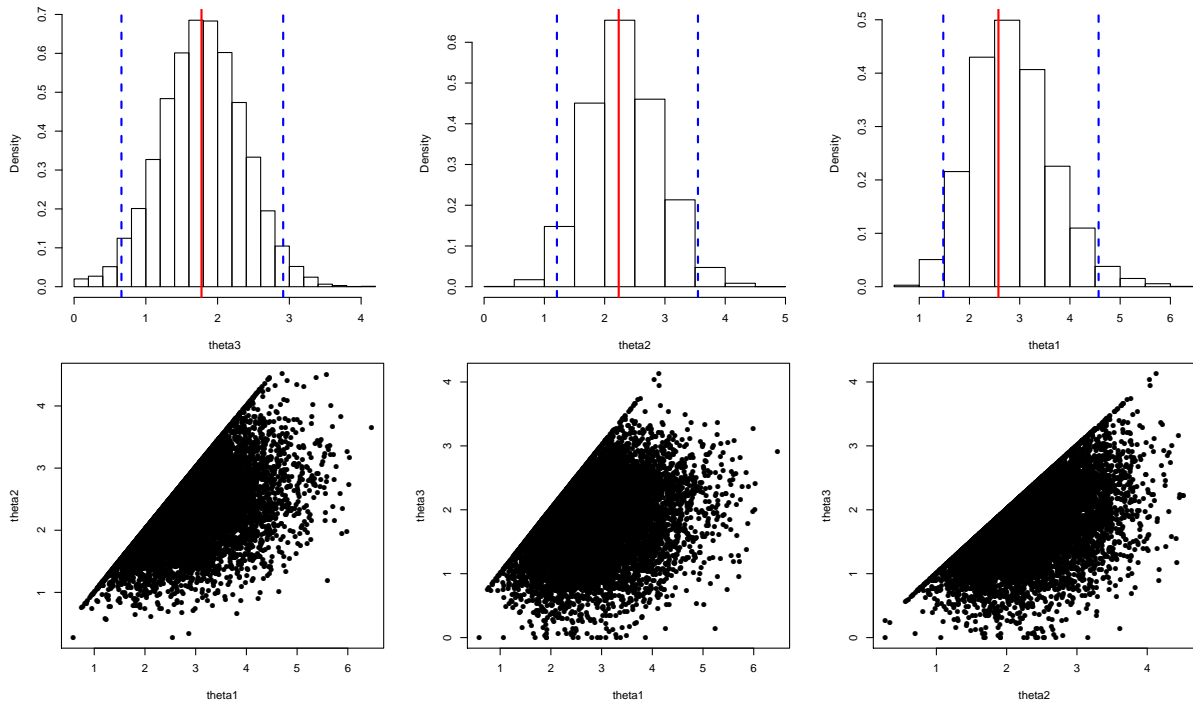 Density
0.0 0.1 0.2 0.3 0.4 0.5 0.6 0.7
0 1 2 3 4
theta3
Density
0.0 0.1 0.2 0.3 0.4 0.5 0.6
0 1 2 3 4 5
theta2
Density
0.0 0.1 0.2 0.3 0.4 0.5
1 2 3 4 5 6
theta1
theta2
1 2 3 4
1 2 3 4 5 6
theta1
theta3
0 1 2 3 4
1 2 3 4 5 6
theta1
theta3
0 1 2 3 4
1 2 3 4
theta2